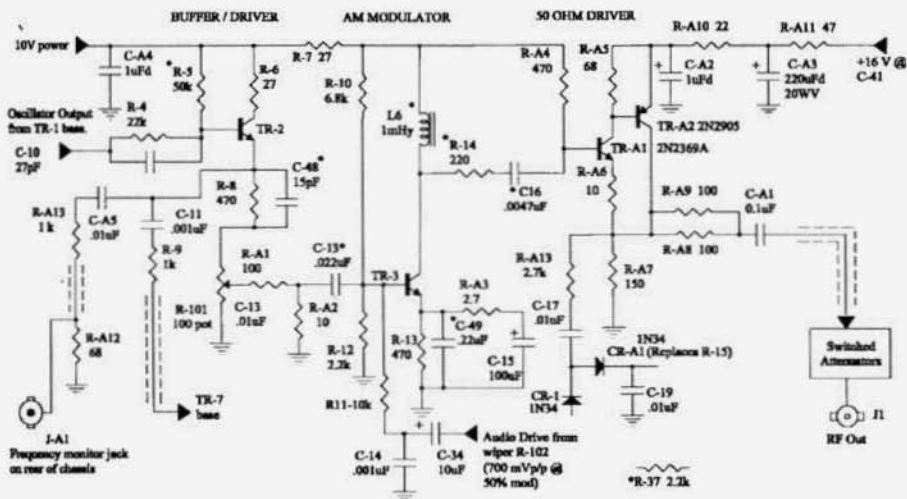 BUFFER / DRIVER
AM MODULATOR
50 OHM DRIVER
10V power
C-A4
1uFd
*
R-5
50k
R-6
27
R-7 27
R-10
6.8k
L6
1mHy
*
R-A4
470
R-A5
68
R-A10 22
R-A11 47
+
C-A2
1uFd
+
C-A3
220uFd
20WV
+16 V @
C-41
Oscillator Output
from TR-1 base.
R-4
22k
C-10
27pF
TR-2
C-48*
15pF
R-8
470
R-14
220
*
C16
.0047uF
TR-A1
TR-A2 2N2905
2N2369A
R-A6
10
R-A9 100
R-A8 100
C-A1
0.1uF
R-A13
1 k
C-A5
.01uF
C-11
.001uF
R-9
1k
R-A1
100
C-13*
.022uF
R-101
100 pot
C-13
.01uF
R-A2
10
R-12
2.2k
TR-3
R-A3
2.7
R-13
470
*C-49
.22uF
+
C-15
100uF
R-A13
2.7k
C-17
.01uF
R-A7
150
1N34
CR-A1 (Replaces R-15)
CR-1
1N34
C-19
.01uF
Switched
Attenuators
J1
RF Out
R-A12
68
J-A1
Frequency monitor jack
on rear of chassis
TR-7
base
R11-10k
+
C-14
.001uF
C-34
10uF
Audio Drive from
wiper R-102
(700 mVp/p @
50% mod)
*R-37 2.2k